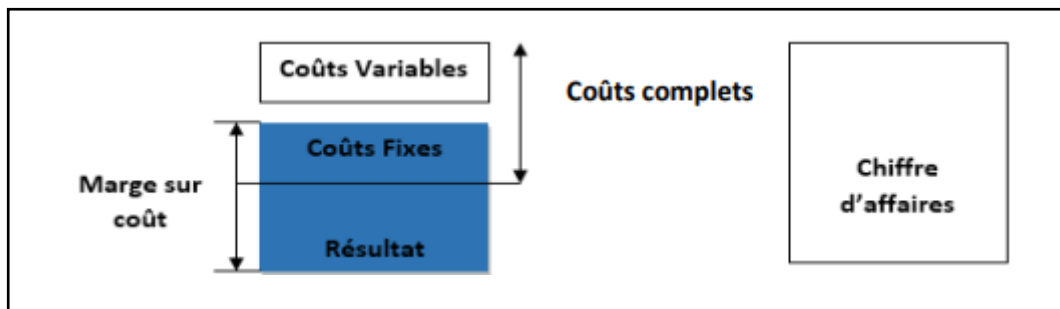 Coûts Variables
Coûts complets
Coûts Fixes
Marge sur
coût
Chiffre
d'affaires
Résultat